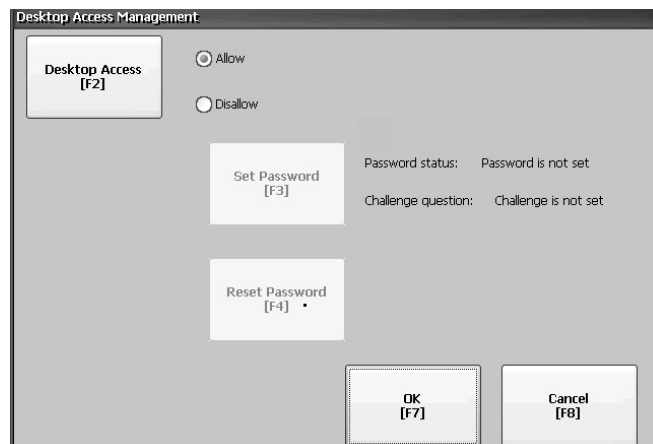 Desktop Access Management
Desktop Access
[F2]
Allow
Disallow
Set Password
[F3]
Password status: Password is not set
Challenge question: Challenge is not set
Reset Password
[F4]
OK
[F7]
Cancel
[F8]